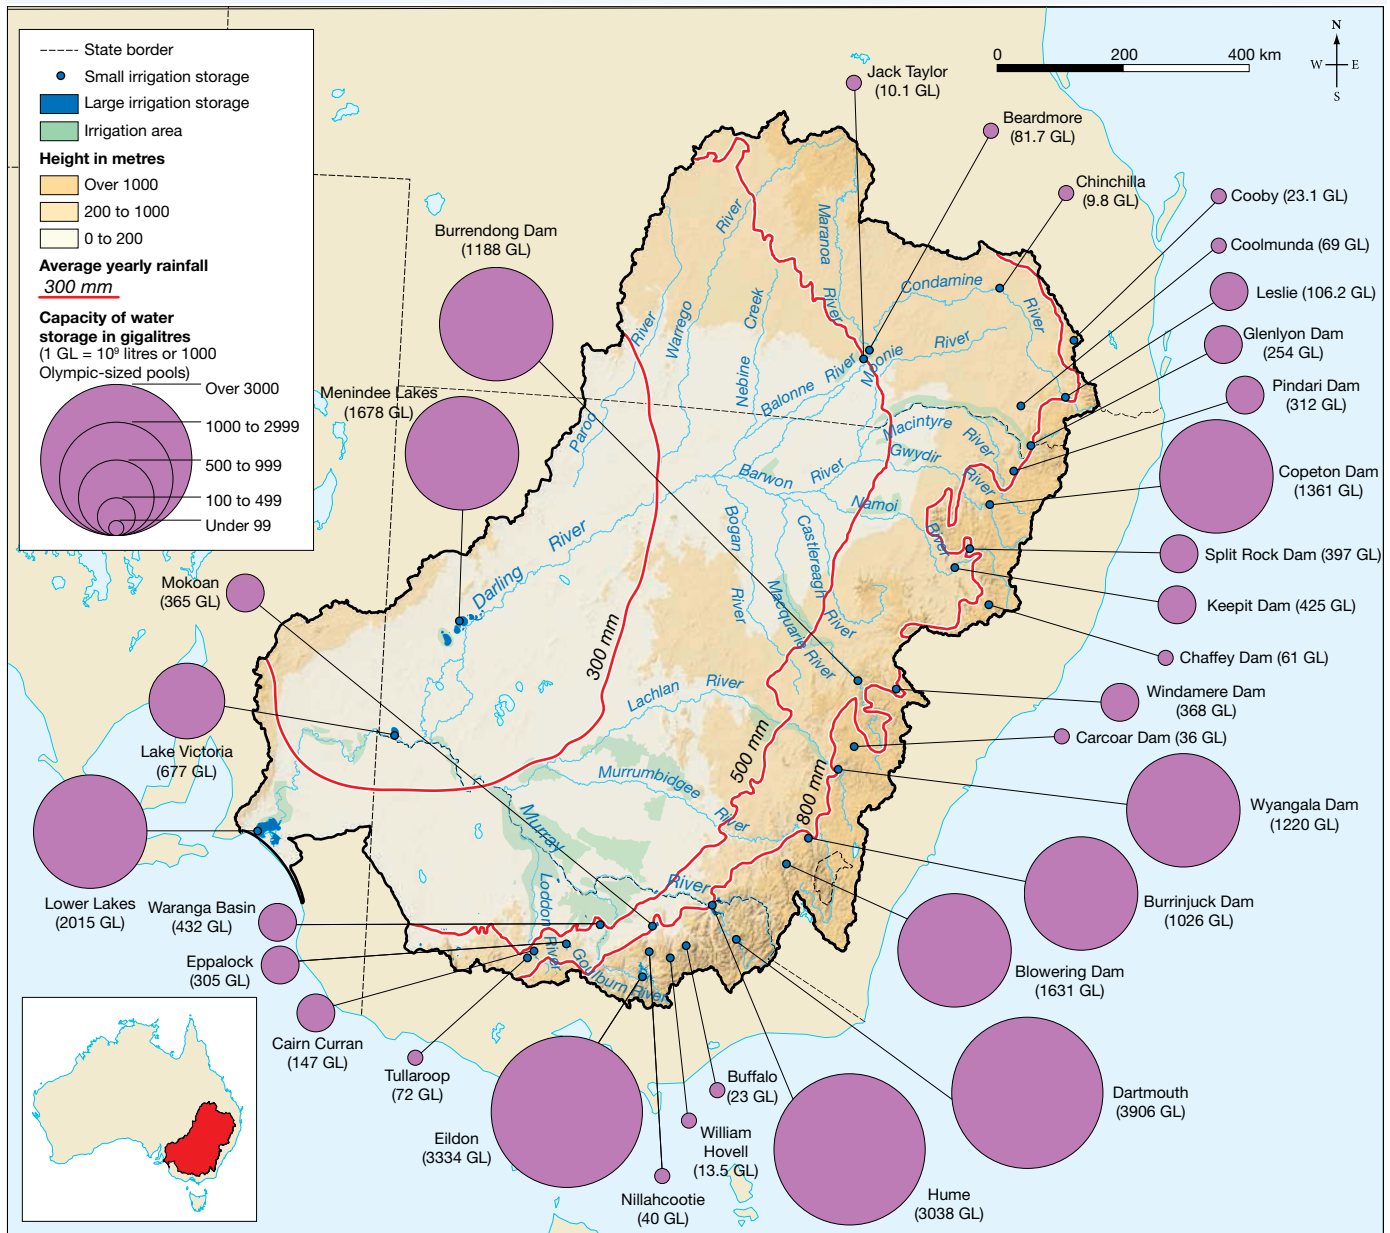 State border
Small irrigation storage
Large irrigation storage
Irrigation area
Height in metres
Over 1000
200 to 1000
0 to 200
Average yearly rainfall
300 mm
Capacity of water
storage in gigalitres
(1 GL = 10⁹ litres or 1000
Olympic-sized pools)
Over 3000
1000 to 2999
500 to 999
100 to 499
Under 99
0
200
400 km
N
W
E
S
Jack Taylor
(10.1 GL)
Beardmore
(81.7 GL)
Chinchilla
(9.8 GL)
Cooby (23.1 GL)
Coolmunda (69 GL)
Leslie (106.2 GL)
Glenlyon Dam
(254 GL)
Pindari Dam
(312 GL)
Copeton Dam
(1361 GL)
Split Rock Dam (397 GL)
Keepit Dam (425 GL)
Chaffey Dam (61 GL)
Windamere Dam
(368 GL)
Carcoar Dam (36 GL)
Wyangala Dam
(1220 GL)
Burrinjuck Dam
(1026 GL)
Blowering Dam
(1631 GL)
Dartmouth
(3906 GL)
Hume
(3038 GL)
Buffalo
(23 GL)
William
Hovell
(13.5 GL)
Nillahcootie
(40 GL)
Eildon
(3334 GL)
Tullaroop
(72 GL)
Cairn Curran
(147 GL)
Eppalock
(305 GL)
Waranga Basin
(432 GL)
Lower Lakes
(2015 GL)
Lake Victoria
(677 GL)
Mokoan
(365 GL)
Menindee Lakes
(1678 GL)
Burrendong Dam
(1188 GL)
Paroo
River
Warrego
River
Nebine
Creek
Maranoa
River
Condamine
River
Balonne
River
Moonie
River
Macintyre
River
Gwydir
River
Barwon
River
Namoi
River
Castlereagh
River
Bogan
River
Macquarie
River
Darling
River
Lachlan
River
Murrumbidgee
River
Murray
River
Loddon
River
Goulburn River
300 mm
500 mm
800 mm